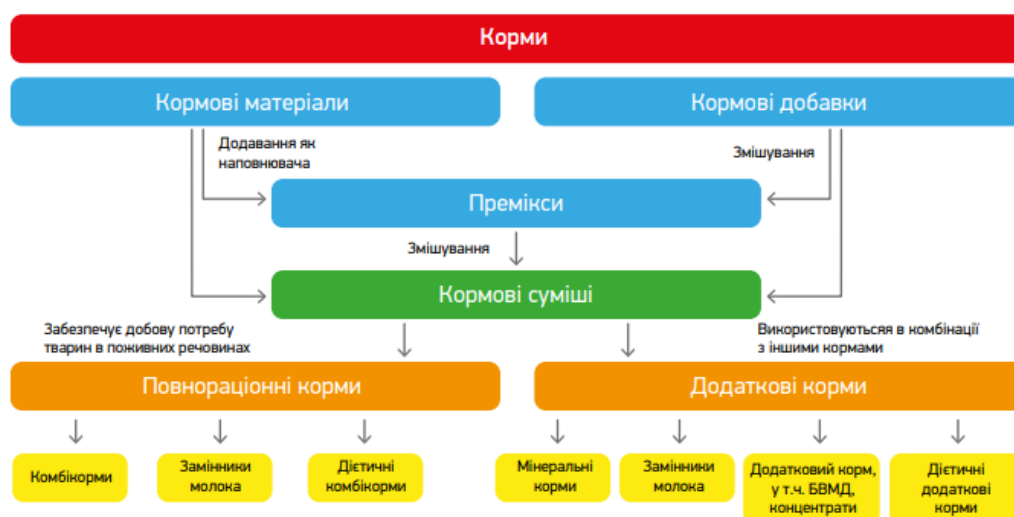 Корми
Кормові матеріали
Кормові добавки
Додавання як
наповнювача
Змішування
Премікси
Змішування
Кормові суміші
Забезпечує добову потребу
тварин в поживних речовинах
Використовуються в комбінації
з іншими кормами
Повнораціонні корми
Додаткові корми
Комбікорми
Замінники
молока
Дієтичні
комбікорми
Мінеральні
корми
Замінники
молока
Додатковий корм,
у т.ч. БВМД,
концентрати
Дієтичні
додаткові
корми